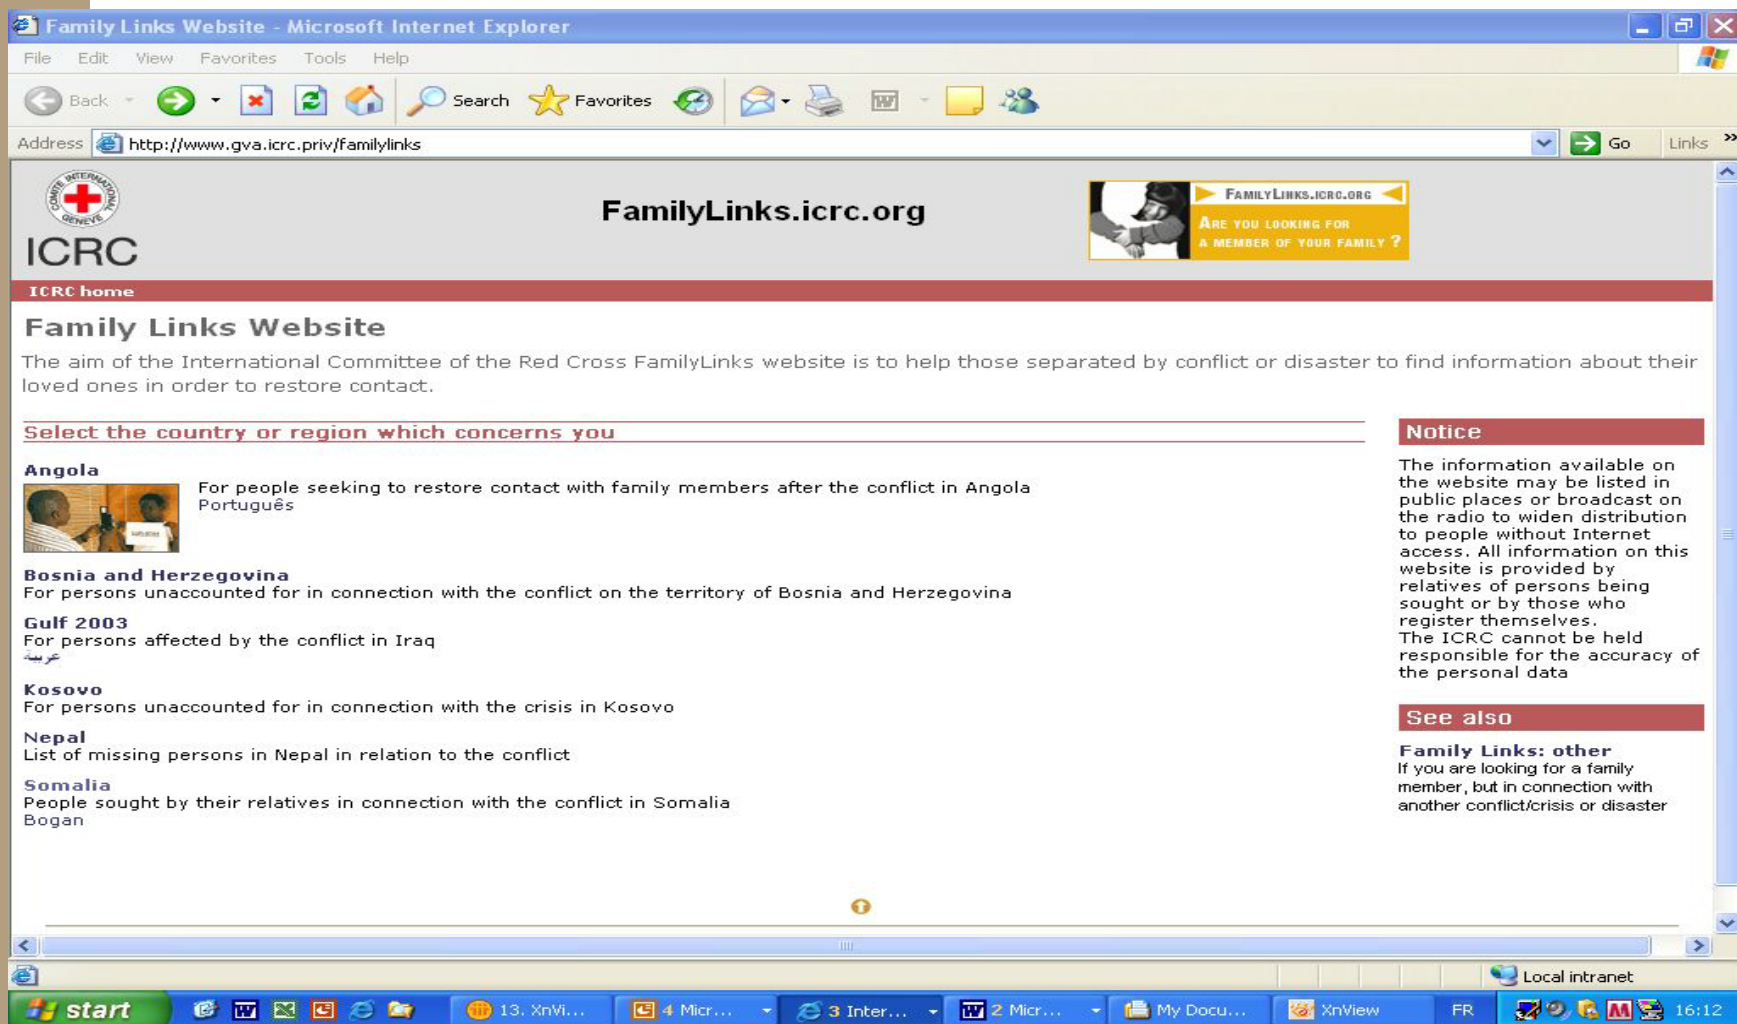 Family Links Website - Microsoft Internet Explorer
File Edit View Favorites Tools Help
Back Search Favorites
Address http://www.gva.icrc.priv/familylinks Go Links »
COMITE INTERNATIONAL GENEVE
ICRC
FamilyLinks.icrc.org
FAMILYLINKS.ICRC.ORG
ARE YOU LOOKING FOR
A MEMBER OF YOUR FAMILY ?
ICRC home
Family Links Website
The aim of the International Committee of the Red Cross FamilyLinks website is to help those separated by conflict or disaster to find information about their
loved ones in order to restore contact.
Select the country or region which concerns you
Angola
For people seeking to restore contact with family members after the conflict in Angola
Português
Bosnia and Herzegovina
For persons unaccounted for in connection with the conflict on the territory of Bosnia and Herzegovina
Gulf 2003
For persons affected by the conflict in Iraq
عربية
Kosovo
For persons unaccounted for in connection with the crisis in Kosovo
Nepal
List of missing persons in Nepal in relation to the conflict
Somalia
People sought by their relatives in connection with the conflict in Somalia
Bogan
Notice
The information available on
the website may be listed in
public places or broadcast on
the radio to widen distribution
to people without Internet
access. All information on this
website is provided by
relatives of persons being
sought or by those who
register themselves.
The ICRC cannot be held
responsible for the accuracy of
the personal data
See also
Family Links: other
If you are looking for a family
member, but in connection with
another conflict/crisis or disaster
Local intranet
start 13. XnVi... 4 Micr... 3 Inter... 2 Micr... My Docu... XnView FR 16:12